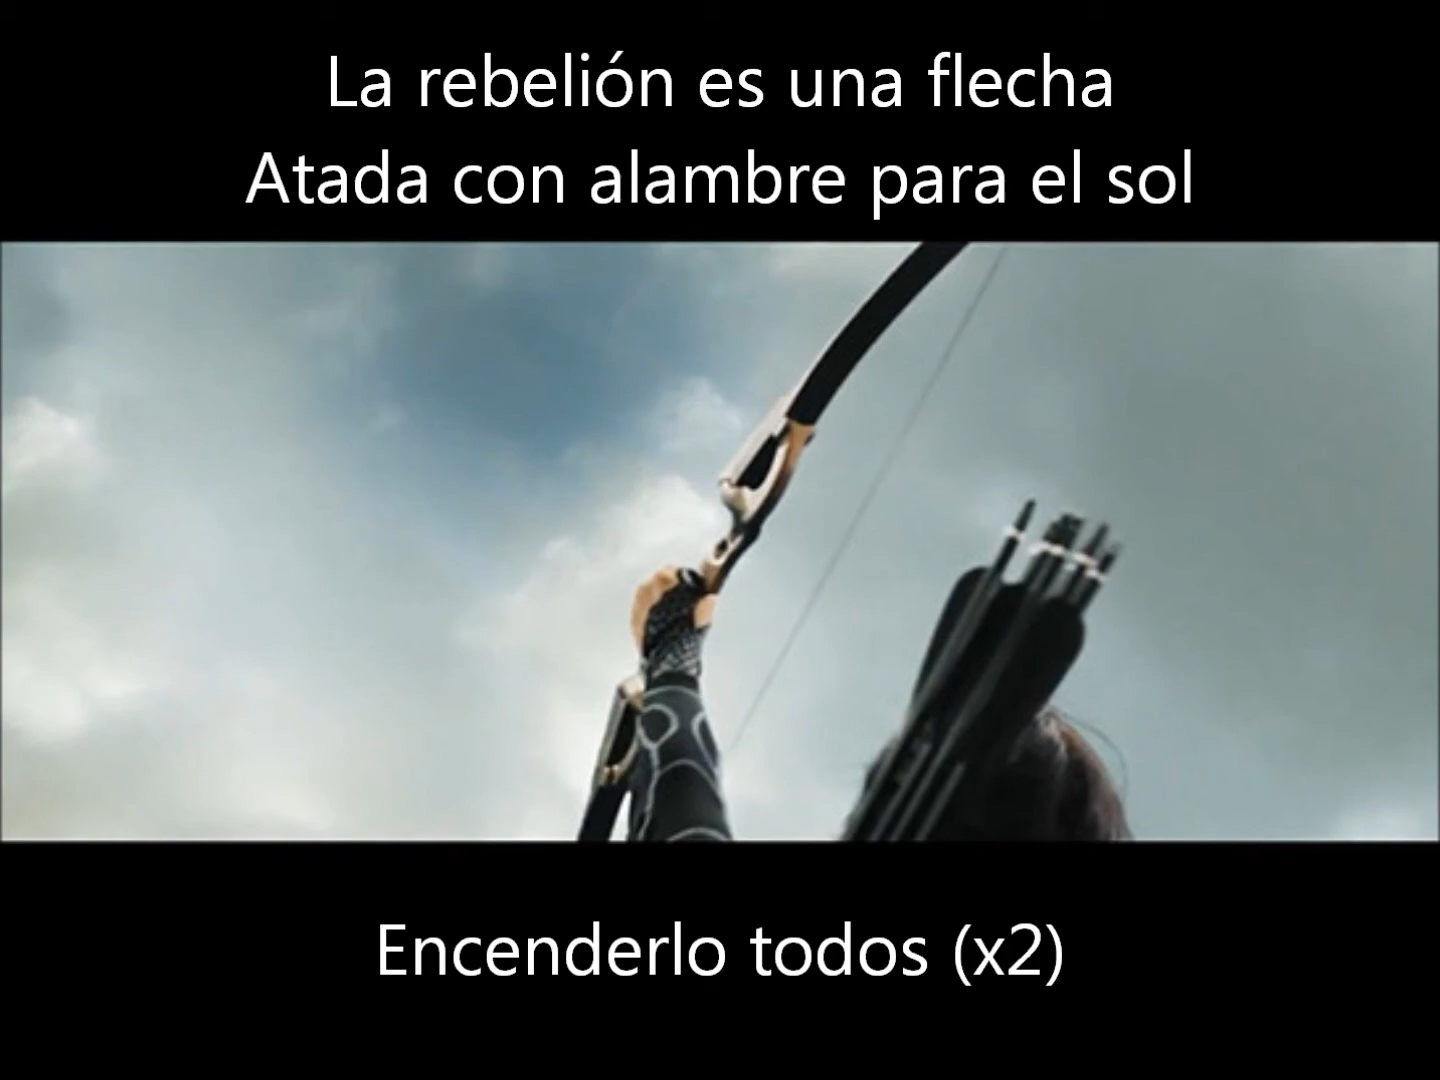 La rebelión es una flecha
Atada con alambre para el sol
Encenderlo todos (x2)